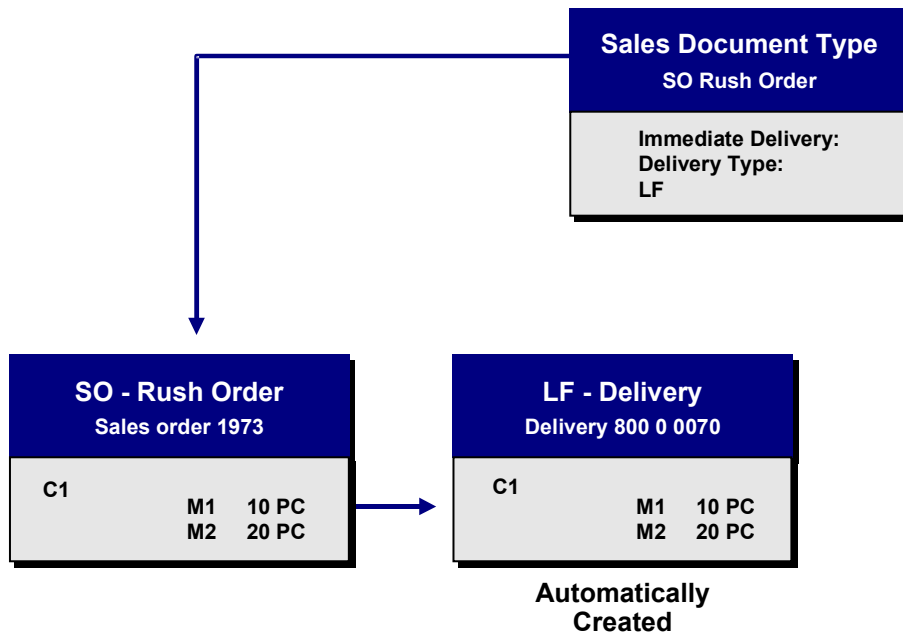 Sales Document Type
SO Rush Order
Immediate Delivery:
Delivery Type:
LF
SO - Rush Order
Sales order 1973
C1
M1 10 PC
M2 20 PC
LF - Delivery
Delivery 800 0 0070
C1
M1 10 PC
M2 20 PC
Automatically
Created